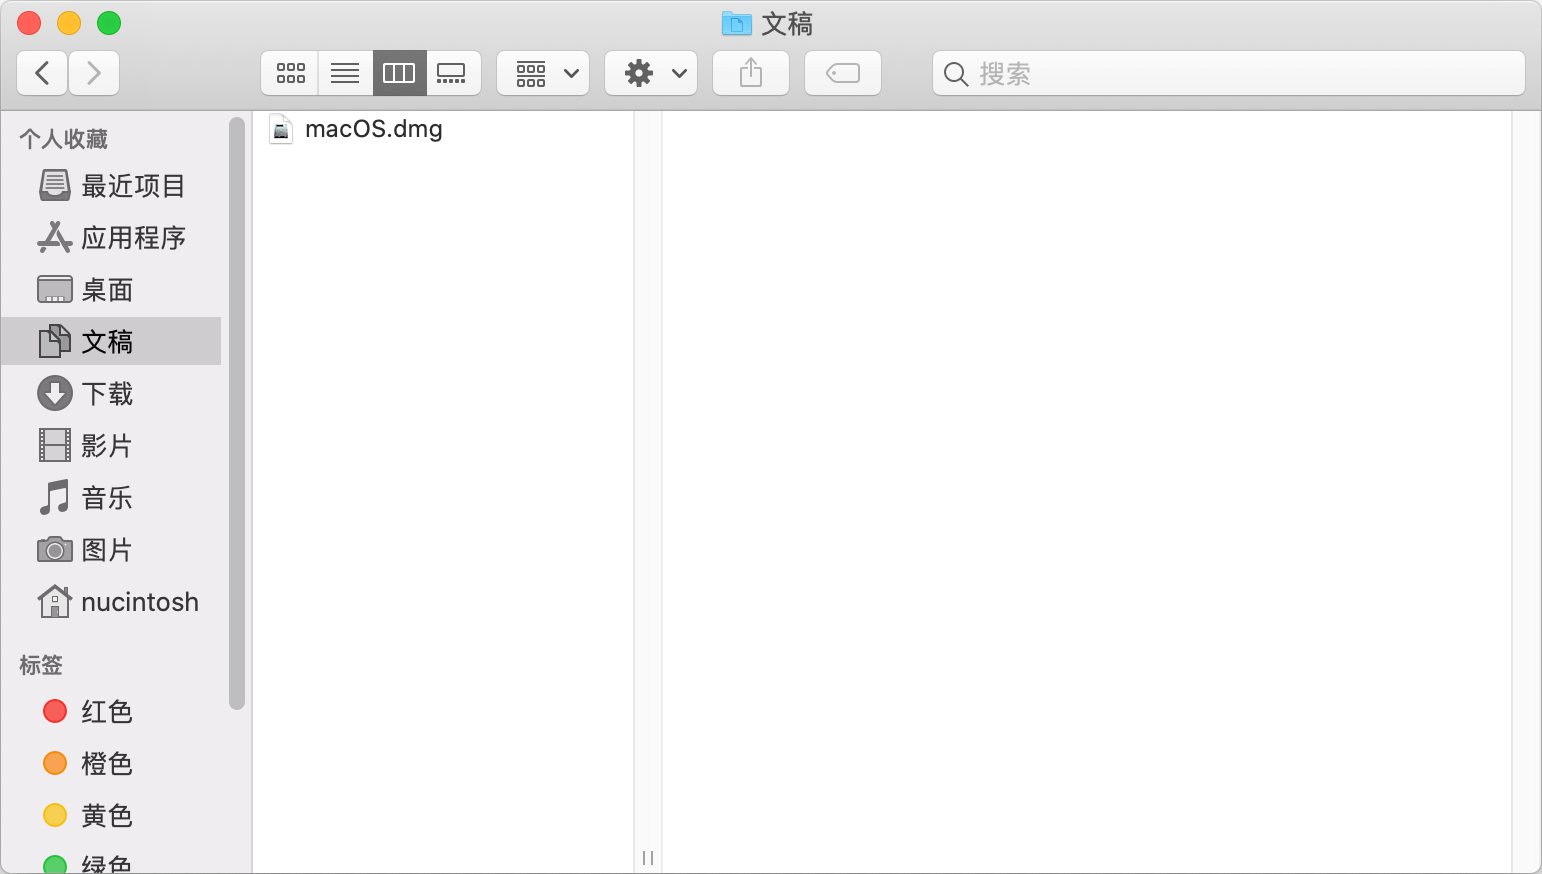 文稿
搜索
个人收藏
最近项目
应用程序
桌面
文稿
下载
影片
音乐
图片
nucintosh
标签
红色
橙色
黄色
绿色
macOS.dmg